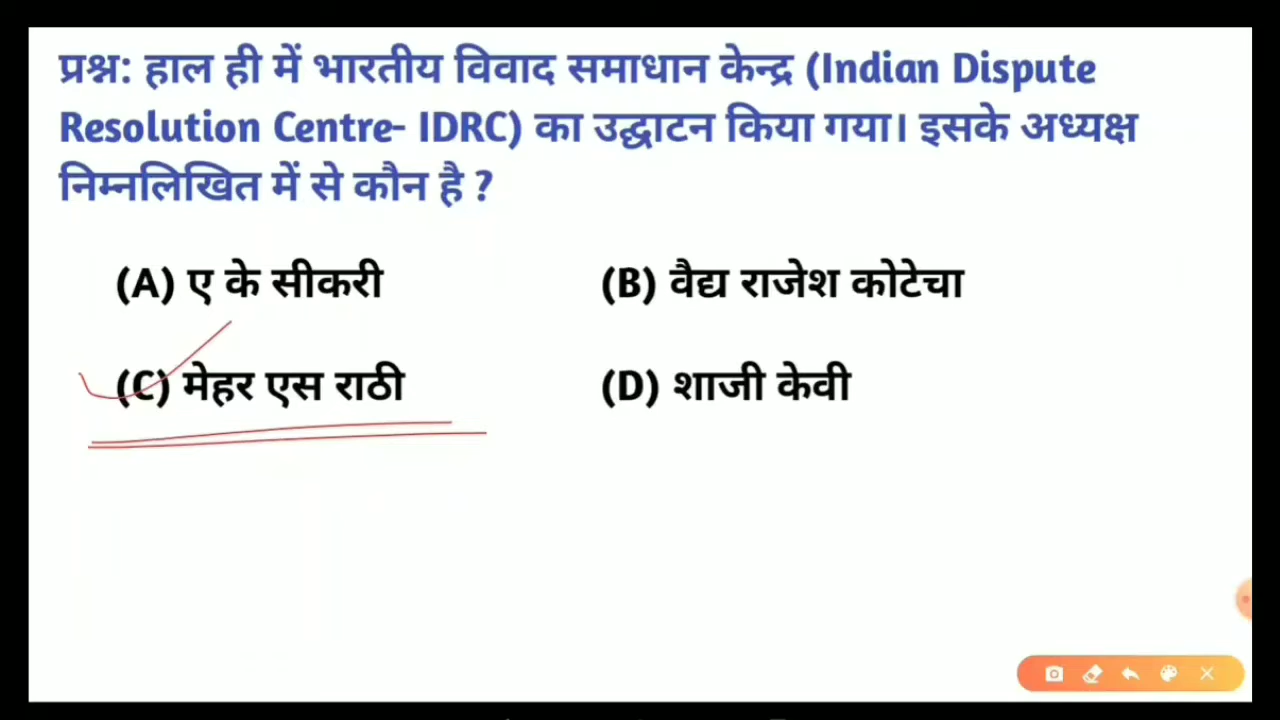 प्रश्न: हाल ही में भारतीय विवाद समाधान केन्द्र (Indian Dispute
Resolution Centre- IDRC) का उद्घाटन किया गया। इसके अध्यक्ष
निम्नलिखित में से कौन है ?
(A) ए के सीकरी (B) वैद्य राजेश कोटेचा
(C) मेहर एस राठी (D) शाजी केवी